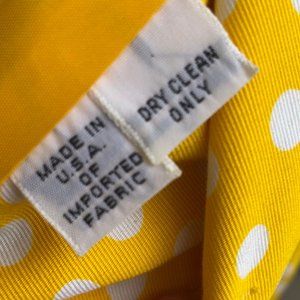 MADE IN
U.S.A.
OF
IMPORTED
FABRIC
DRY CLEAN
ONLY